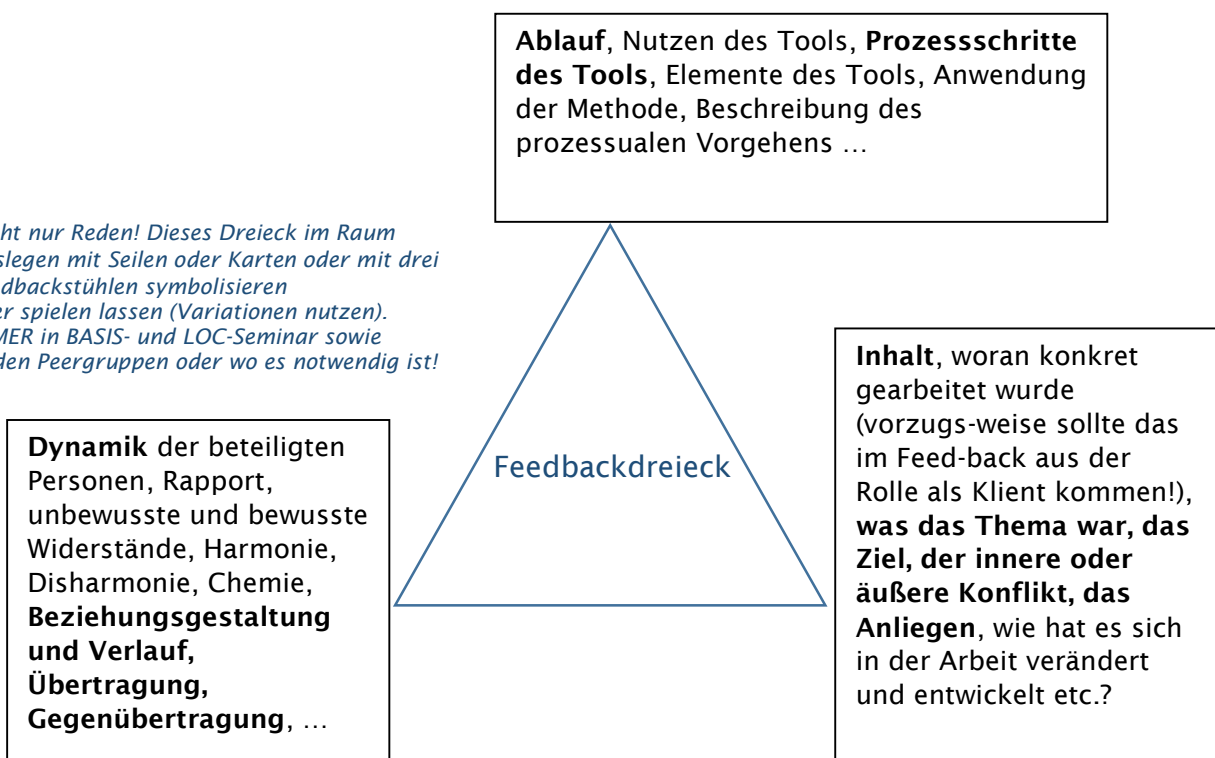 Ablauf, Nutzen des Tools, Prozessschritte
des Tools, Elemente des Tools, Anwendung
der Methode, Beschreibung des
prozessualen Vorgehens …
ht nur Reden! Dieses Dreieck im Raum
slegen mit Seilen oder Karten oder mit drei
dbackstühlen symbolisieren
er spielen lassen (Variationen nutzen).
MER in BASIS- und LOC-Seminar sowie
den Peergruppen oder wo es notwendig ist!
Inhalt, woran konkret
gearbeitet wurde
(vorzugs-weise sollte das
im Feed-back aus der
Rolle als Klient kommen!),
was das Thema war, das
Ziel, der innere oder
äußere Konflikt, das
Anliegen, wie hat es sich
in der Arbeit verändert
und entwickelt etc.?
Dynamik der beteiligten
Personen, Rapport,
unbewusste und bewusste
Widerstände, Harmonie,
Disharmonie, Chemie,
Beziehungsgestaltung
und Verlauf,
Übertragung,
Gegenübertragung, …
Feedbackdreieck